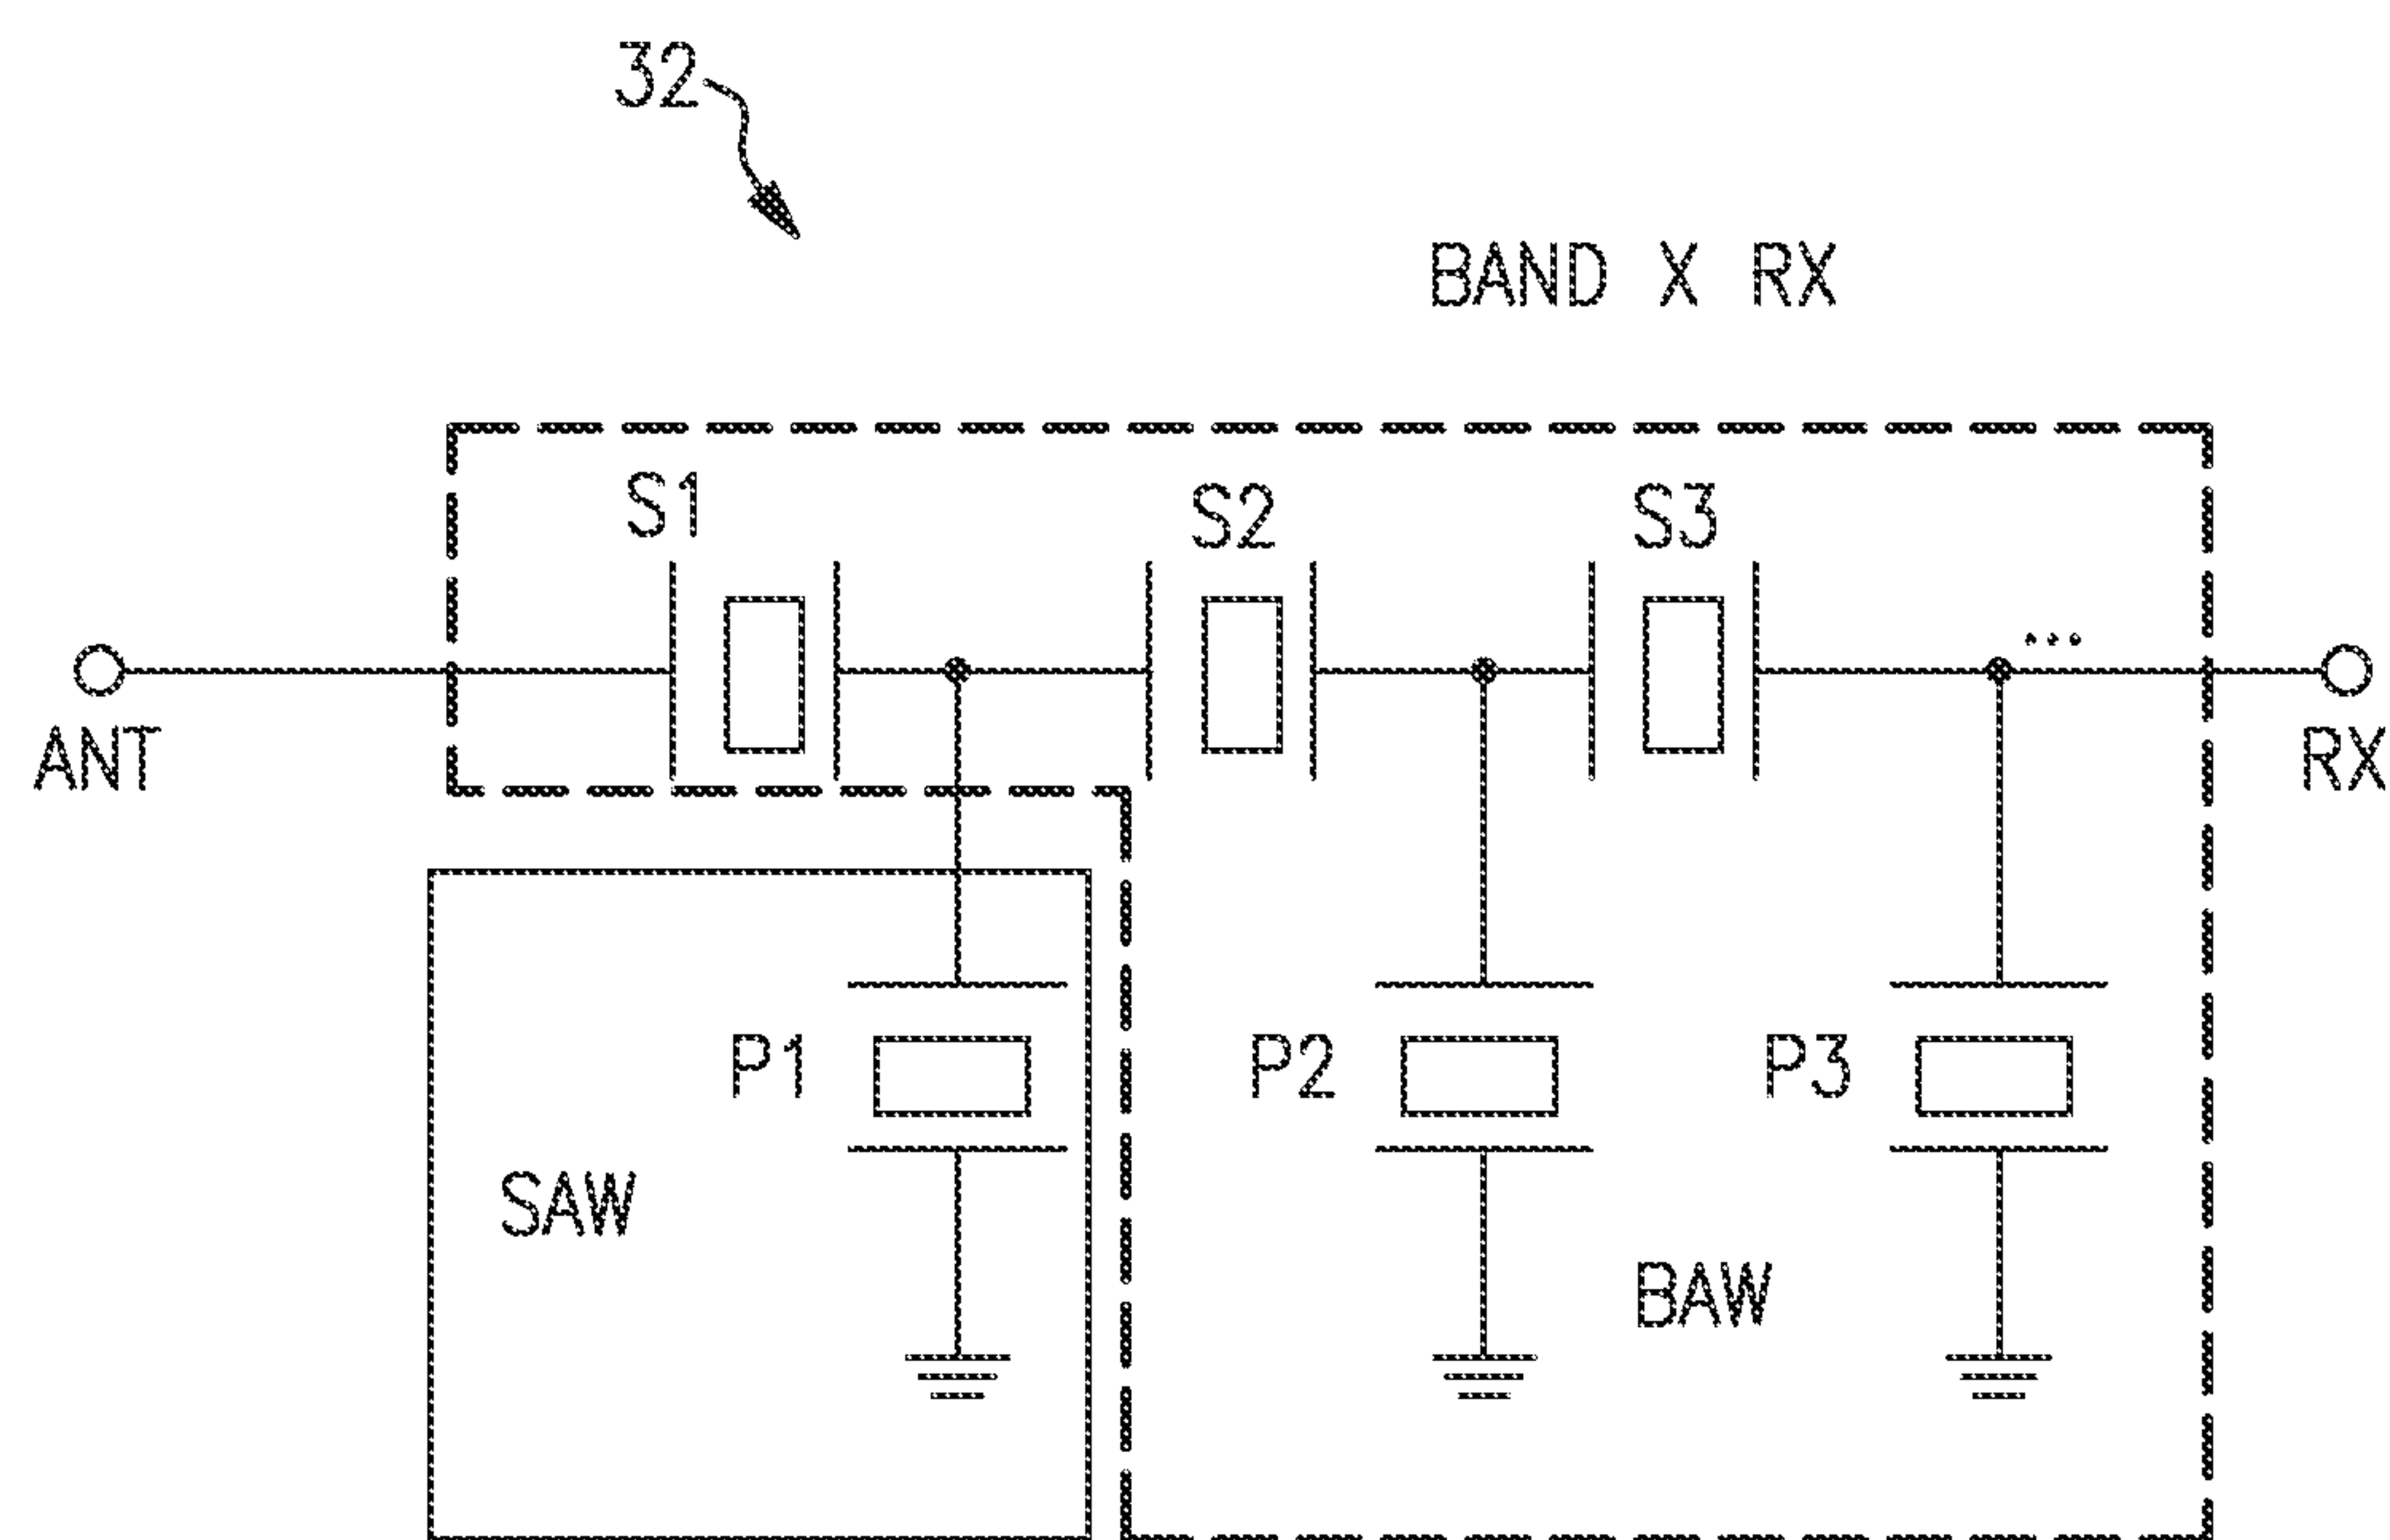 32
BAND X RX
S1
S2
S3
...
ANT
RX
P1
P2
P3
SAW
BAW